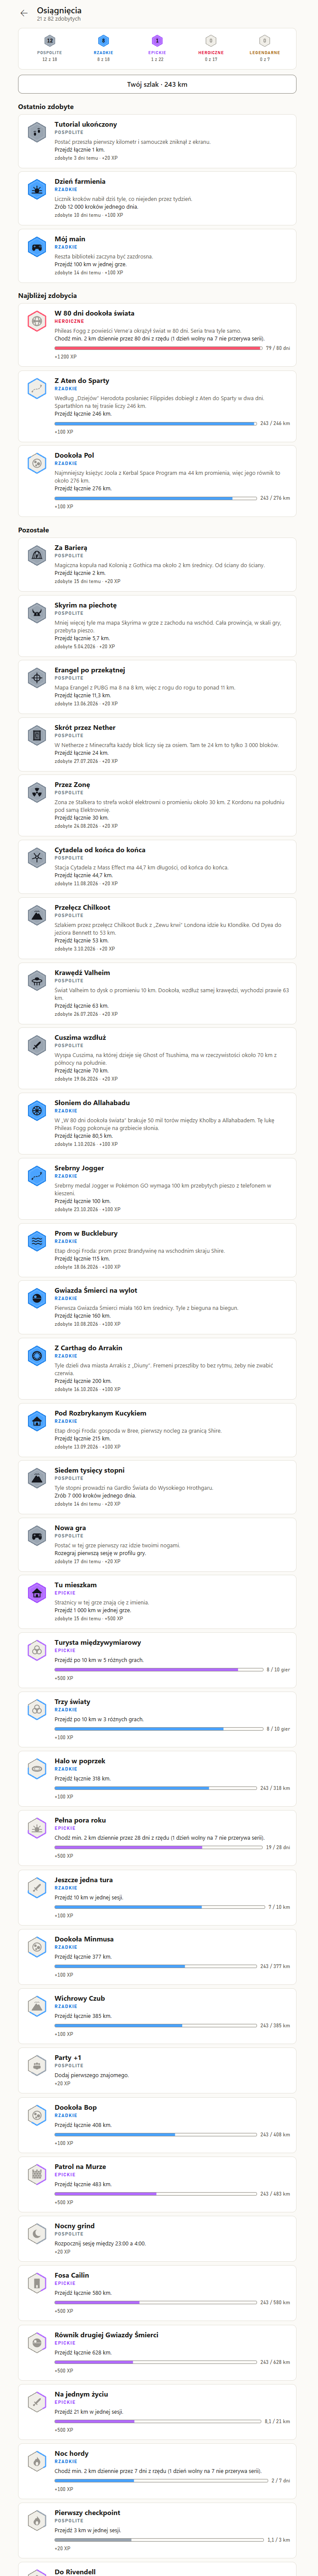 Osiągnięcia
21 z 82 zdobytych
12
8
1
0
0
POSPOLITE
RZADKIE
EPICKIE
HEROICZNE
LEGENDARNE
12 z 18
8 z 18
1 z 22
0 z 17
0 z 7
Twój szlak · 243 km
Ostatnio zdobyte
Tutorial ukończony
POSPOLITE
Postać przeszła pierwszy kilometr i samouczek zniknął z ekranu.
Przejdź łącznie 1 km.
zdobyte 3 dni temu · +20 XP
Dzień farmienia
RZADKIE
Licznik kroków nabił dziś tyle, co niejeden przez tydzień.
Zrób 12 000 kroków jednego dnia.
zdobyte 10 dni temu · +100 XP
Mój main
RZADKIE
Reszta biblioteki zaczyna być zazdrosna.
Przejdź 100 km w jednej grze.
zdobyte 14 dni temu · +100 XP
Najbliżej zdobycia
W 80 dni dookoła świata
HEROICZNE
Phileas Fogg z powieści Verne'a okrążył świat w 80 dni. Seria trwa tyle samo.
Chodź min. 2 km dziennie przez 80 dni z rzędu (1 dzień wolny na 7 nie przerywa serii).
79 / 80 dni
+1 200 XP
Z Aten do Sparty
RZADKIE
Według „Dziejów" Herodota posłaniec Filippides dobiegł z Aten do Sparty w dwa dni.
Spartathlon na tej trasie liczy 246 km.
Przejdź łącznie 246 km.
243 / 246 km
+100 XP
Dookoła Pol
RZADKIE
Najmniejszy księżyc Joola z Kerbal Space Program ma 44 km promienia, więc jego równik to
około 276 km.
Przejdź łącznie 276 km.
243 / 276 km
+100 XP
Pozostałe
Za Barierą
POSPOLITE
Magiczna kopuła nad Kolonią z Gothica ma około 2 km średnicy. Od ściany do ściany.
Przejdź łącznie 2 km.
zdobyte 15 dni temu · +20 XP
Skyrim na piechotę
POSPOLITE
Mniej więcej tyle ma mapa Skyrima w grze z zachodu na wschód. Cała prowincja, w skali gry,
przebyta pieszo.
Przejdź łącznie 5,7 km.
zdobyte 5.04.2026 · +20 XP
Erangel po przekątnej
POSPOLITE
Mapa Erangel z PUBG ma 8 na 8 km, więc z rogu do rogu to ponad 11 km.
Przejdź łącznie 11,3 km.
zdobyte 13.06.2026 · +20 XP
Skrót przez Nether
POSPOLITE
W Netherze z Minecrafta każdy blok liczy się za osiem. Tam te 24 km to tylko 3 000 bloków.
Przejdź łącznie 24 km.
zdobyte 27.07.2026 · +20 XP
Przez Zonę
POSPOLITE
Zona ze Stalkera to strefa wokół elektrowni o promieniu około 30 km. Z Kordonu na południu
pod samą Elektrownię.
Przejdź łącznie 30 km.
zdobyte 24.08.2026 · +20 XP
Cytadela od końca do końca
POSPOLITE
Stacja Cytadela z Mass Effect ma 44,7 km długości, od końca do końca.
Przejdź łącznie 44,7 km.
zdobyte 11.08.2026 · +20 XP
Przełęcz Chilkoot
POSPOLITE
Szlakiem przez przełęcz Chilkoot Buck z „Zewu krwi" Londona idzie ku Klondike. Od Dyea do
jeziora Bennett to 53 km.
Przejdź łącznie 53 km.
zdobyte 3.10.2026 · +20 XP
Krawędź Valheim
POSPOLITE
Świat Valheim to dysk o promieniu 10 km. Dookoła, wzdłuż samej krawędzi, wychodzi prawie 63
km.
Przejdź łącznie 63 km.
zdobyte 26.07.2026 · +20 XP
Cuszima wzdłuż
POSPOLITE
Wyspa Cuszima, na której dzieje się Ghost of Tsushima, ma w rzeczywistości około 70 km z
północy na południe.
Przejdź łącznie 70 km.
zdobyte 19.06.2026 · +20 XP
Słoniem do Allahabadu
RZADKIE
W „W 80 dni dookoła świata" brakuje 50 mil torów między Kholby a Allahabadem. Tę lukę
Phileas Fogg pokonuje na grzbiecie słonia.
Przejdź łącznie 80,5 km.
zdobyte 1.10.2026 · +100 XP
Srebrny Jogger
RZADKIE
Srebrny medal Jogger w Pokémon GO wymaga 100 km przebytych pieszo z telefonem w
kieszeni.
Przejdź łącznie 100 km.
zdobyte 23.10.2026 · +100 XP
Prom w Bucklebury
RZADKIE
Etap drogi Froda: prom przez Brandywinę na wschodnim skraju Shire.
Przejdź łącznie 115 km.
zdobyte 18.06.2026 · +100 XP
Gwiazda Śmierci na wylot
RZADKIE
Pierwsza Gwiazda Śmierci miała 160 km średnicy. Tyle z bieguna na biegun.
Przejdź łącznie 160 km.
zdobyte 10.08.2026 · +100 XP
Z Carthag do Arrakin
RZADKIE
Tyle dzieli dwa miasta Arrakis z „Diuny". Fremeni przeszliby to bez rytmu, żeby nie zwabić
czerwia.
Przejdź łącznie 200 km.
zdobyte 16.10.2026 · +100 XP
Pod Rozbrykanym Kucykiem
RZADKIE
Etap drogi Froda: gospoda w Bree, pierwszy nocleg za granicą Shire.
Przejdź łącznie 215 km.
zdobyte 13.09.2026 · +100 XP
Siedem tysięcy stopni
POSPOLITE
Tyle stopni prowadzi na Gardło Świata do Wysokiego Hrothgaru.
Zrób 7 000 kroków jednego dnia.
zdobyte 14 dni temu · +20 XP
Nowa gra
POSPOLITE
Postać w tej grze pierwszy raz idzie twoimi nogami.
Rozegraj pierwszą sesję w profilu gry.
zdobyte 17 dni temu · +20 XP
Tu mieszkam
EPICKIE
Strażnicy w tej grze znają cię z imienia.
Przejdź 1 000 km w jednej grze.
zdobyte 15 dni temu · +500 XP
Turysta międzywymiarowy
EPICKIE
Przejdź po 10 km w 5 różnych grach.
8 / 10 gier
+500 XP
Trzy światy
RZADKIE
Przejdź po 10 km w 3 różnych grach.
8 / 10 gier
+100 XP
Halo w poprzek
RZADKIE
Przejdź łącznie 318 km.
243 / 318 km
+100 XP
Pełna pora roku
EPICKIE
Chodź min. 2 km dziennie przez 28 dni z rzędu (1 dzień wolny na 7 nie przerywa serii).
19 / 28 dni
+500 XP
Jeszcze jedna tura
RZADKIE
Przejdź 10 km w jednej sesji.
7 / 10 km
+100 XP
Dookoła Minmusa
RZADKIE
Przejdź łącznie 377 km.
243 / 377 km
+100 XP
Wichrowy Czub
RZADKIE
Przejdź łącznie 385 km.
243 / 385 km
+100 XP
Party +1
POSPOLITE
Dodaj pierwszego znajomego.
+20 XP
Dookoła Bop
RZADKIE
Przejdź łącznie 408 km.
243 / 408 km
+100 XP
Patrol na Murze
EPICKIE
Przejdź łącznie 483 km.
243 / 483 km
+500 XP
Nocny grind
POSPOLITE
Rozpocznij sesję między 23:00 a 4:00.
+20 XP
Fosa Cailin
EPICKIE
Przejdź łącznie 580 km.
243 / 580 km
+500 XP
Równik drugiej Gwiazdy Śmierci
EPICKIE
Przejdź łącznie 628 km.
243 / 628 km
+500 XP
Na jednym życiu
EPICKIE
Przejdź 21 km w jednej sesji.
8,1 / 21 km
+500 XP
Noc hordy
RZADKIE
Chodź min. 2 km dziennie przez 7 dni z rzędu (1 dzień wolny na 7 nie przerywa serii).
2 / 7 dni
+100 XP
Pierwszy checkpoint
POSPOLITE
Przejdź 3 km w jednej sesji.
1,1 / 3 km
+20 XP
Do Rivendell